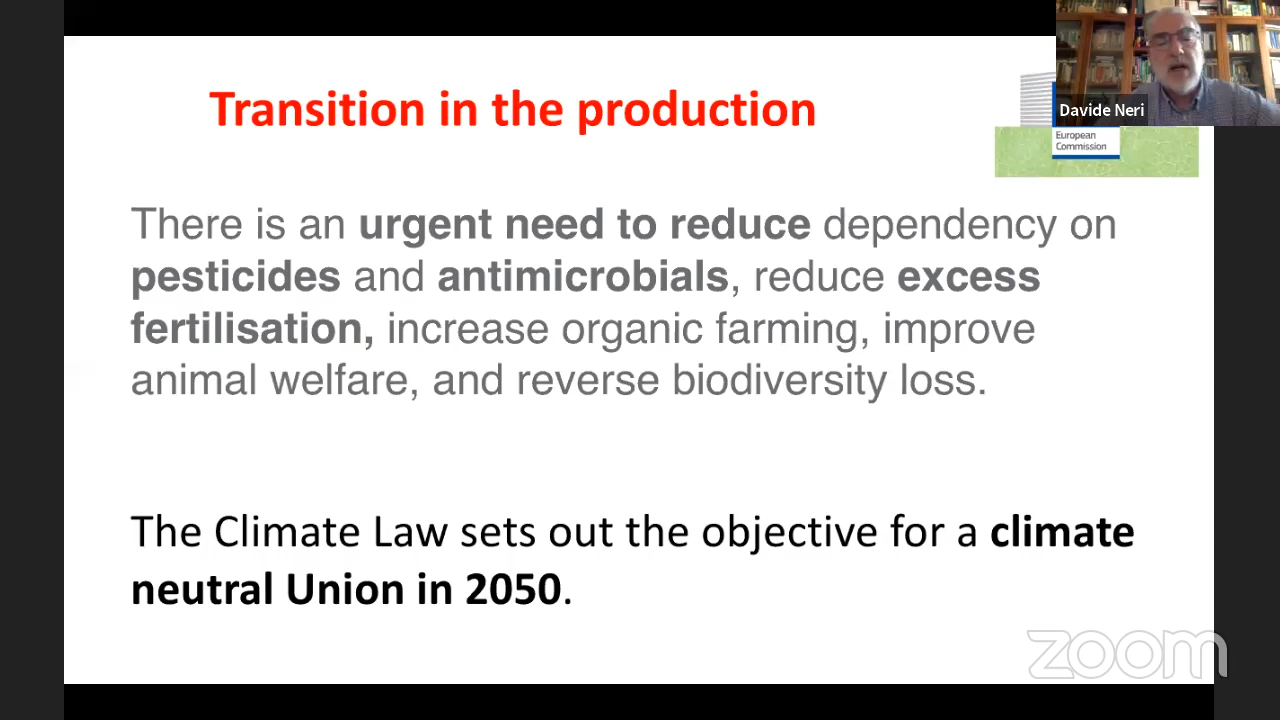 Transition in the production
Davide Neri
European
Commission
There is an urgent need to reduce dependency on
pesticides and antimicrobials, reduce excess
fertilisation, increase organic farming, improve
animal welfare, and reverse biodiversity loss.
The Climate Law sets out the objective for a climate
neutral Union in 2050.
zoom